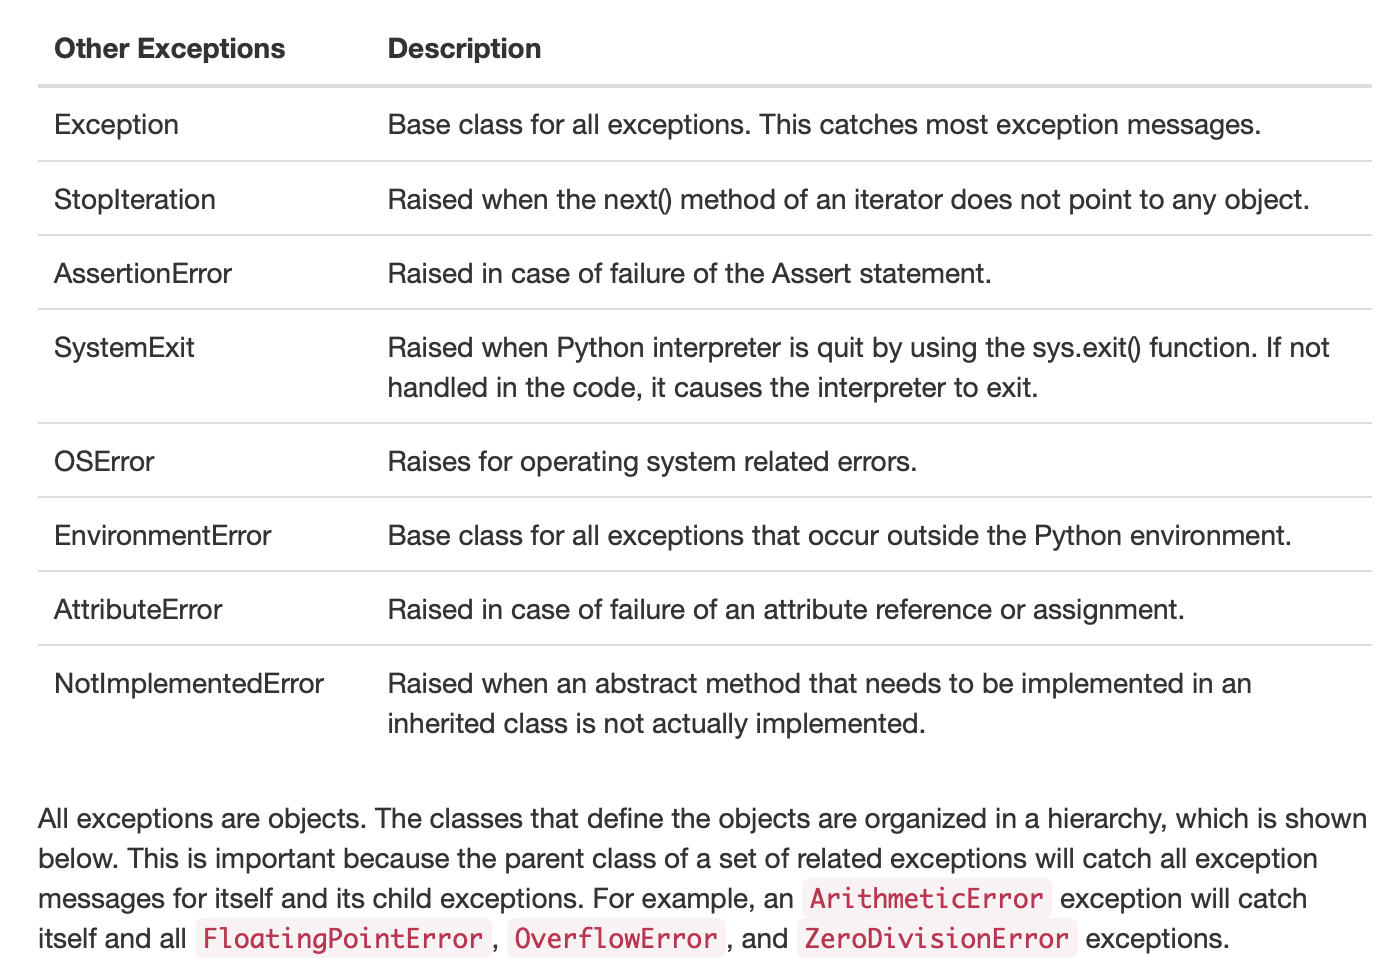 Other Exceptions Description
Exception Base class for all exceptions. This catches most exception messages.
StopIteration Raised when the next() method of an iterator does not point to any object.
AssertionError Raised in case of failure of the Assert statement.
SystemExit Raised when Python interpreter is quit by using the sys.exit() function. If not
handled in the code, it causes the interpreter to exit.
OSError Raises for operating system related errors.
EnvironmentError Base class for all exceptions that occur outside the Python environment.
AttributeError Raised in case of failure of an attribute reference or assignment.
NotImplementedError Raised when an abstract method that needs to be implemented in an
inherited class is not actually implemented.
All exceptions are objects. The classes that define the objects are organized in a hierarchy, which is shown
below. This is important because the parent class of a set of related exceptions will catch all exception
messages for itself and its child exceptions. For example, an ArithmeticError exception will catch
itself and all FloatingPointError, OverflowError, and ZeroDivisionError exceptions.